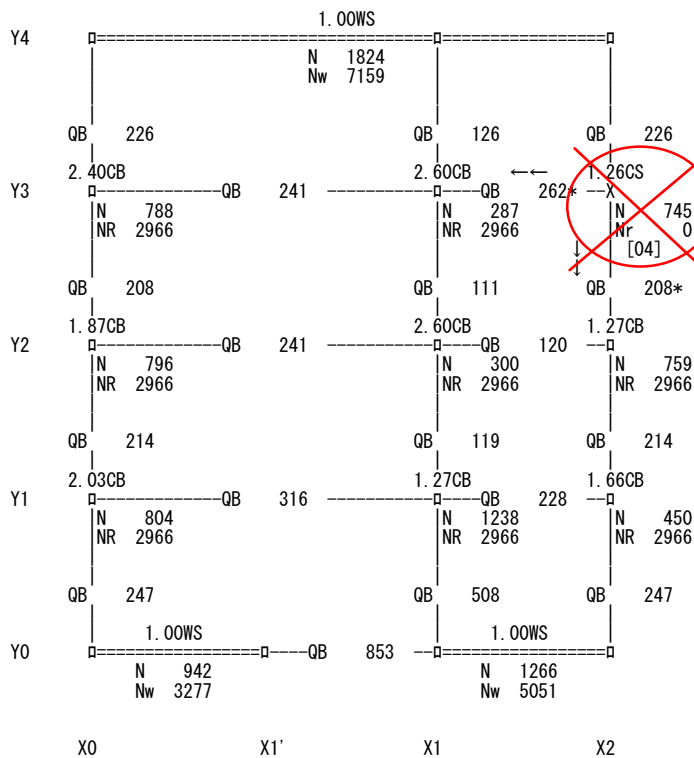 1.00WS
Y4
N 1824
Nw 7159
QB 226 QB 126 QB 226
2.40CB 2.60CB ←← 1.26CS
Y3 QB 241 QB 262* X
N 788 N 287 N 745
NR 2966 NR 2966 Nr 0
↓ [04]
↓
QB 208 QB 111 QB 208*
1.87CB 2.60CB 1.27CB
Y2 QB 241 QB 120
N 796 N 300 N 759
NR 2966 NR 2966 NR 2966
QB 214 QB 119 QB 214
2.03CB 1.27CB 1.66CB
Y1 QB 316 QB 228
N 804 N 1238 N 450
NR 2966 NR 2966 NR 2966
QB 247 QB 508 QB 247
1.00WS 1.00WS
Y0 QB 853
N 942 N 1266
Nw 3277 Nw 5051
X0 X1' X1 X2